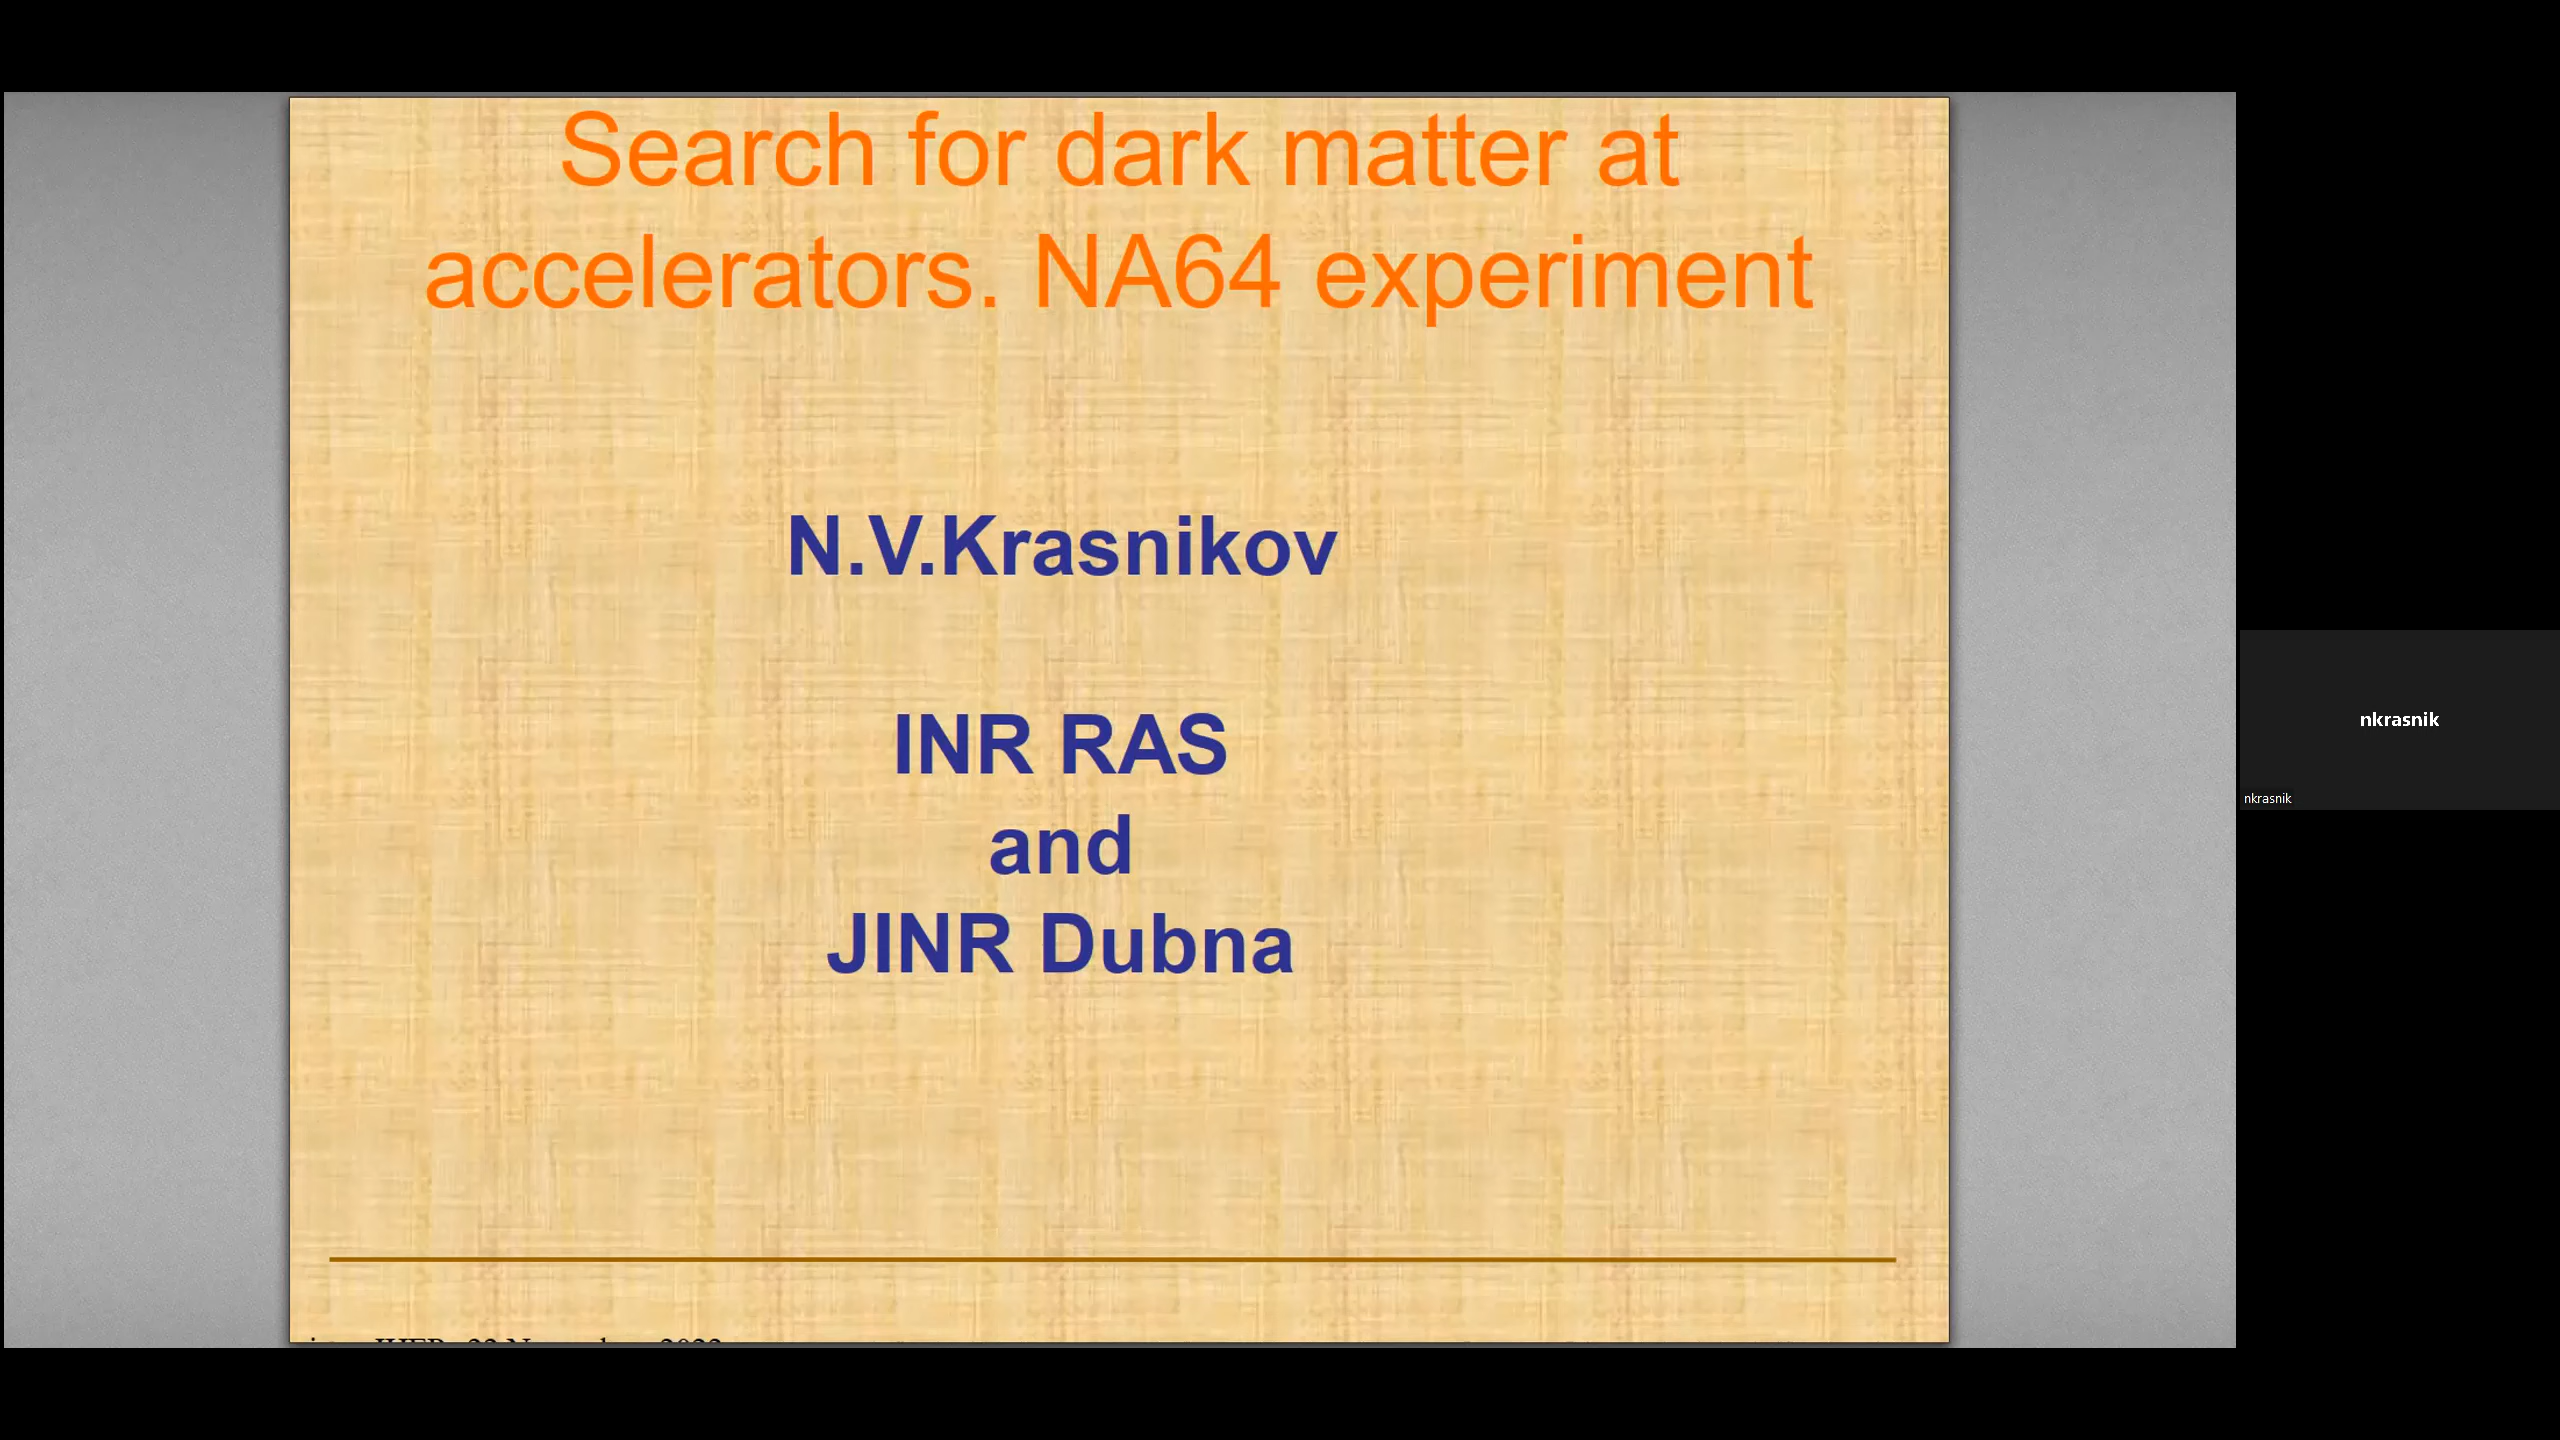 Search for dark matter at
accelerators. NA64 experiment
N.V.Krasnikov
INR RAS
and
JINR Dubna
nkrasnik
nkrasnik